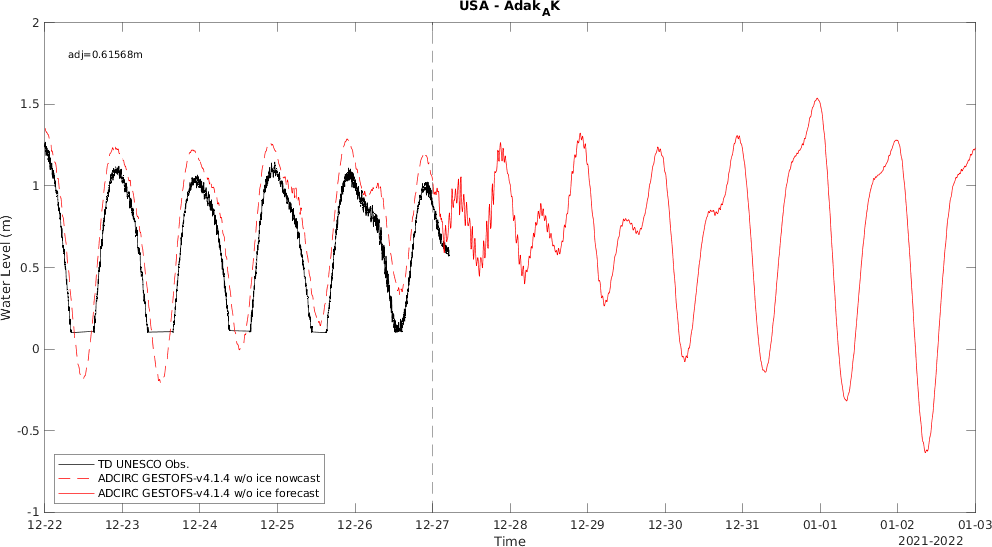 USA - Adak_AK
2
adj=0.61568m
1.5
1
0.5
0
-0.5
-1
Water Level (m)
TD UNESCO Obs.
ADCIRC GESTOFS-v4.1.4 w/o ice nowcast
ADCIRC GESTOFS-v4.1.4 w/o ice forecast
12-22 12-23 12-24 12-25 12-26 12-27 12-28 12-29 12-30 12-31 01-01 01-02 01-03
Time
2021-2022